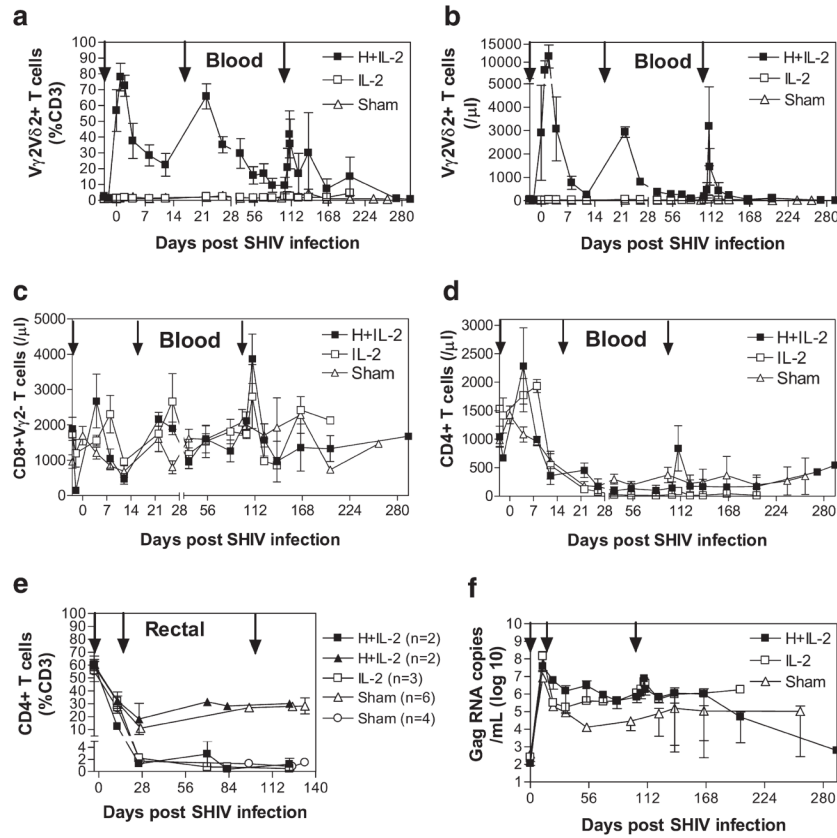 a
100
90
80
70
60
50
40
30
20
10
0
Vγ2Vδ2+ T cells
(%CD3)
Blood
H+IL-2
IL-2
Sham
0 7 14 21 28 56 112 168 224 280
Days post SHIV infection
b
15000
10000
5000
4000
3000
2000
1000
0
Vγ2Vδ2+ T cells
(/μl)
Blood
H+IL-2
IL-2
Sham
0 7 14 21 28 56 112 168 224 280
Days post SHIV infection
c
5000
4000
3000
2000
1000
0
CD8+Vγ2- T cells (/μl)
Blood
H+IL-2
IL-2
Sham
0 7 14 21 28 56 112 168 224 280
Days post SHIV infection
d
3000
2500
2000
1500
1000
500
0
CD4+ T cells (/μl)
Blood
H+IL-2
IL-2
Sham
0 7 14 21 28 56 112 168 224 280
Days post SHIV infection
e
100
90
80
70
60
50
40
30
20
10
4
2
0
CD4+ T cells
(%CD3)
Rectal
H+IL-2 (n=2)
H+IL-2 (n=2)
IL-2 (n=3)
Sham (n=6)
Sham (n=4)
0 28 56 84 112 140
Days post SHIV infection
f
10
9
8
7
6
5
4
3
2
1
Gag RNA copies
/mL (log 10)
H+IL-2
IL-2
Sham
0 56 112 168 224 280
Days post SHIV infection